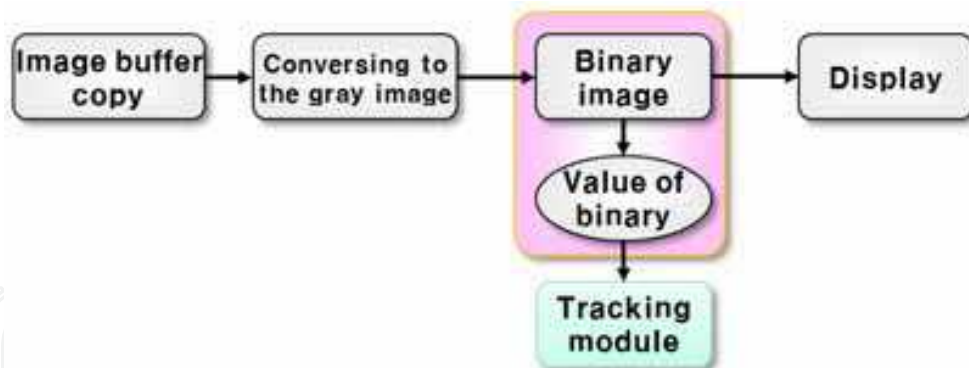 Image buffer
copy
Conversing to
the gray image
Binary
image
Display
Value of
binary
Tracking
module